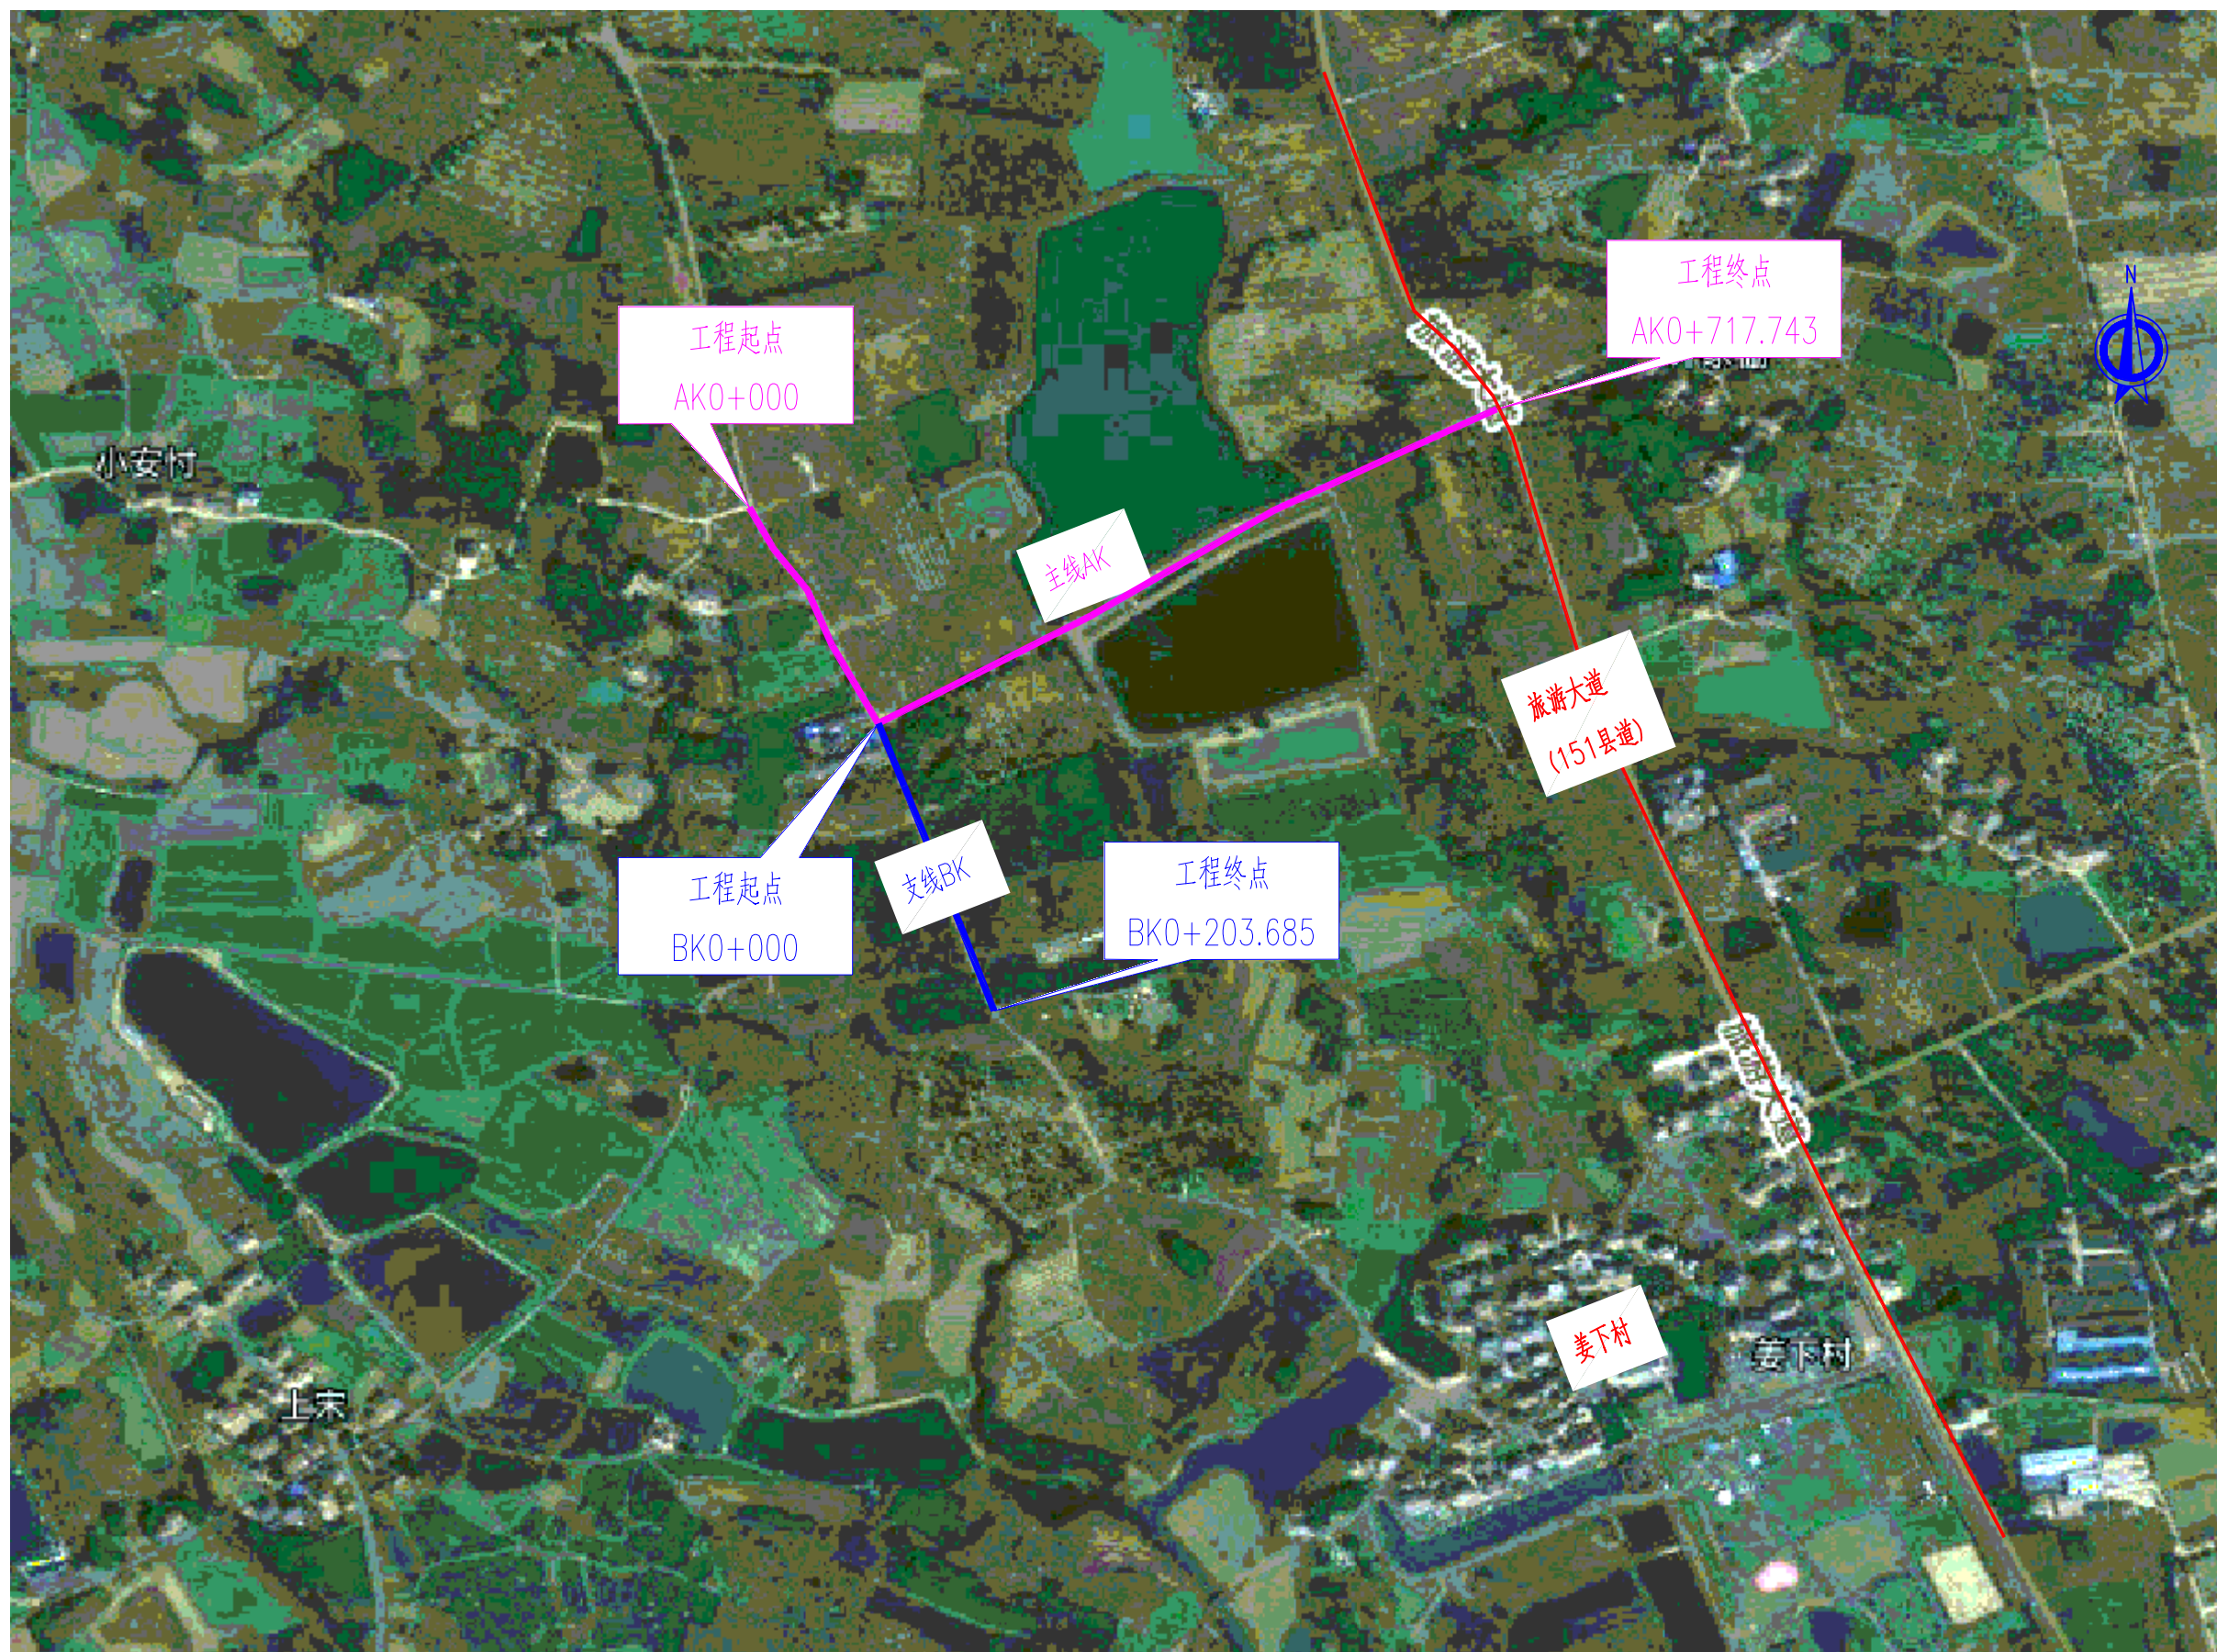 N
工程终点
AK0+717.743
工程起点
AK0+000
小安村
主线AK
旅游大道
(151县道)
工程起点
BK0+000
支线BK
工程终点
BK0+203.685
姜下村
姜下村
上宋